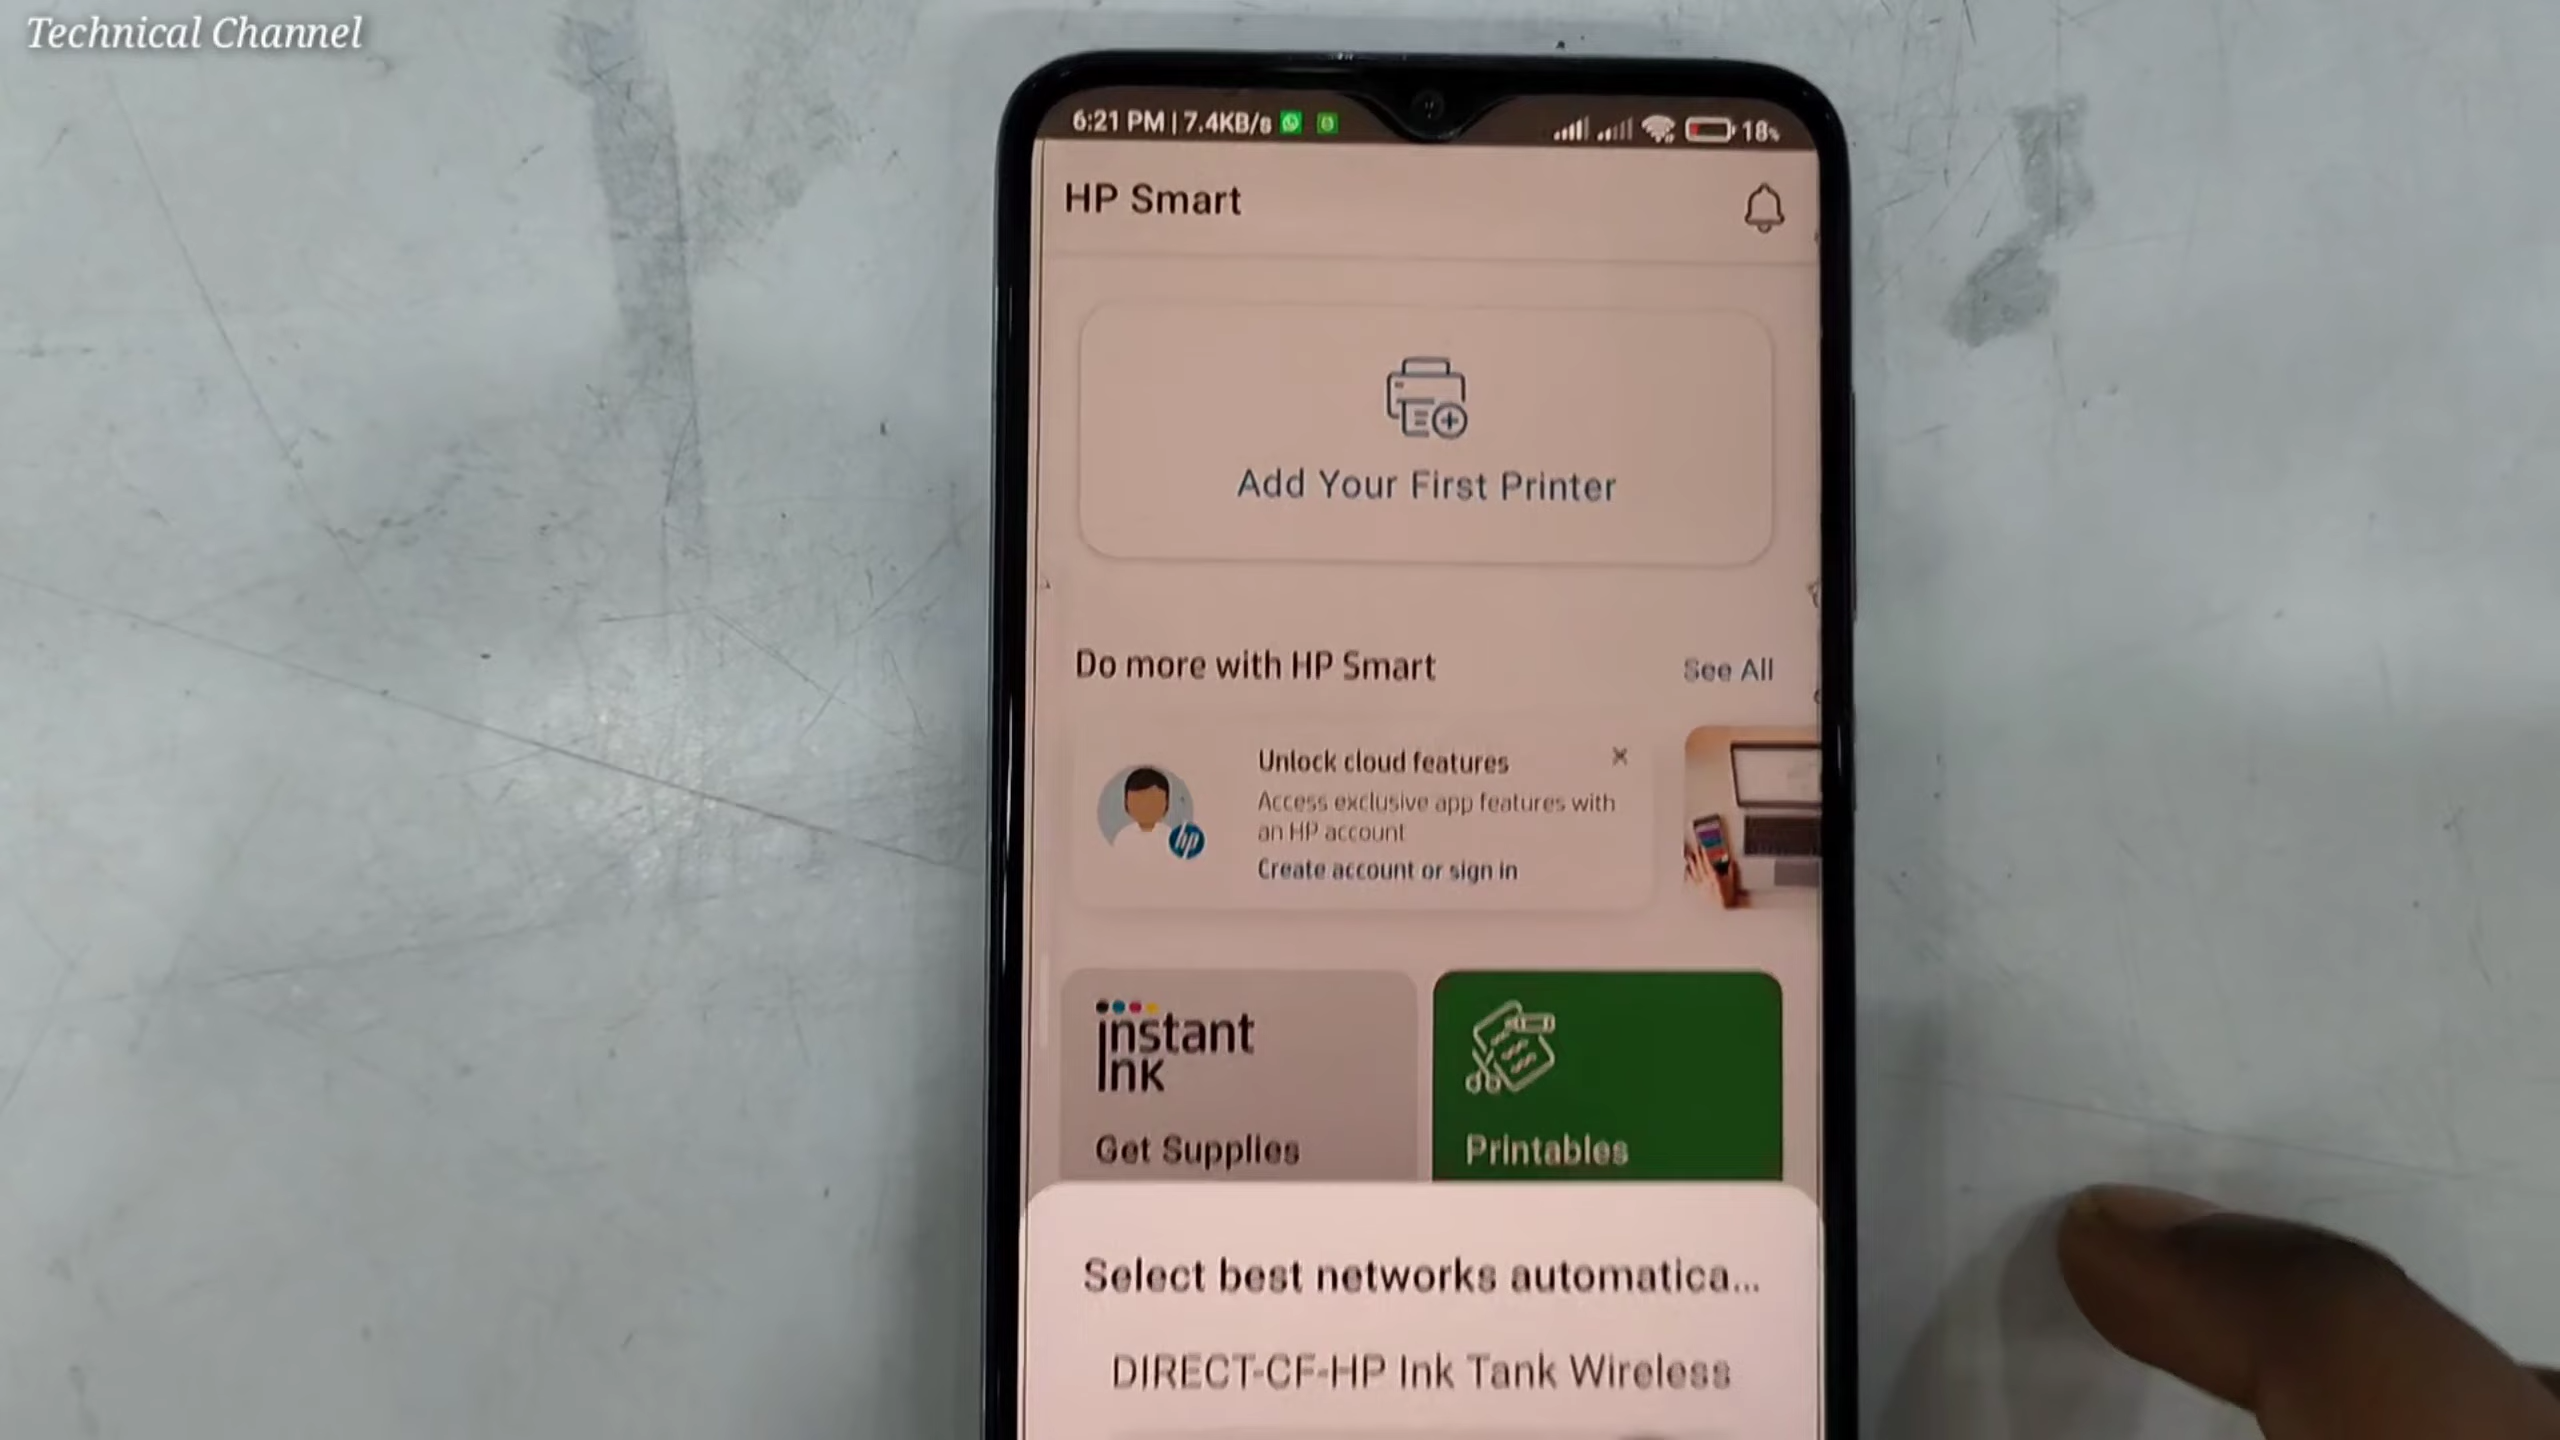 Technical Channel
6:21 PM | 7.4KB/s
18%
HP Smart
Add Your First Printer
Do more with HP Smart
See All
Unlock cloud features
Access exclusive app features with
an HP account
Create account or sign in
hp
instant
ink
Get Supplies
Printables
Select best networks automatica...
DIRECT-CF-HP Ink Tank Wireless